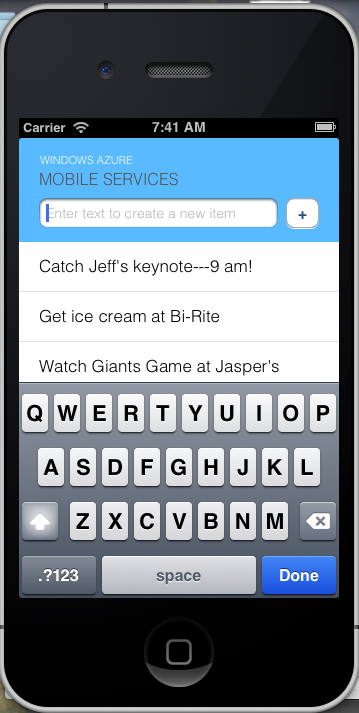 Carrier 7:41 AM
WINDOWS AZURE
MOBILE SERVICES
Enter text to create a new item +
Catch Jeff's keynote---9 am!
Get ice cream at Bi-Rite
Watch Giants Game at Jasper's
Q W E R T Y U I O P
A S D F G H J K L
Z X C V B N M
.?123 space Done